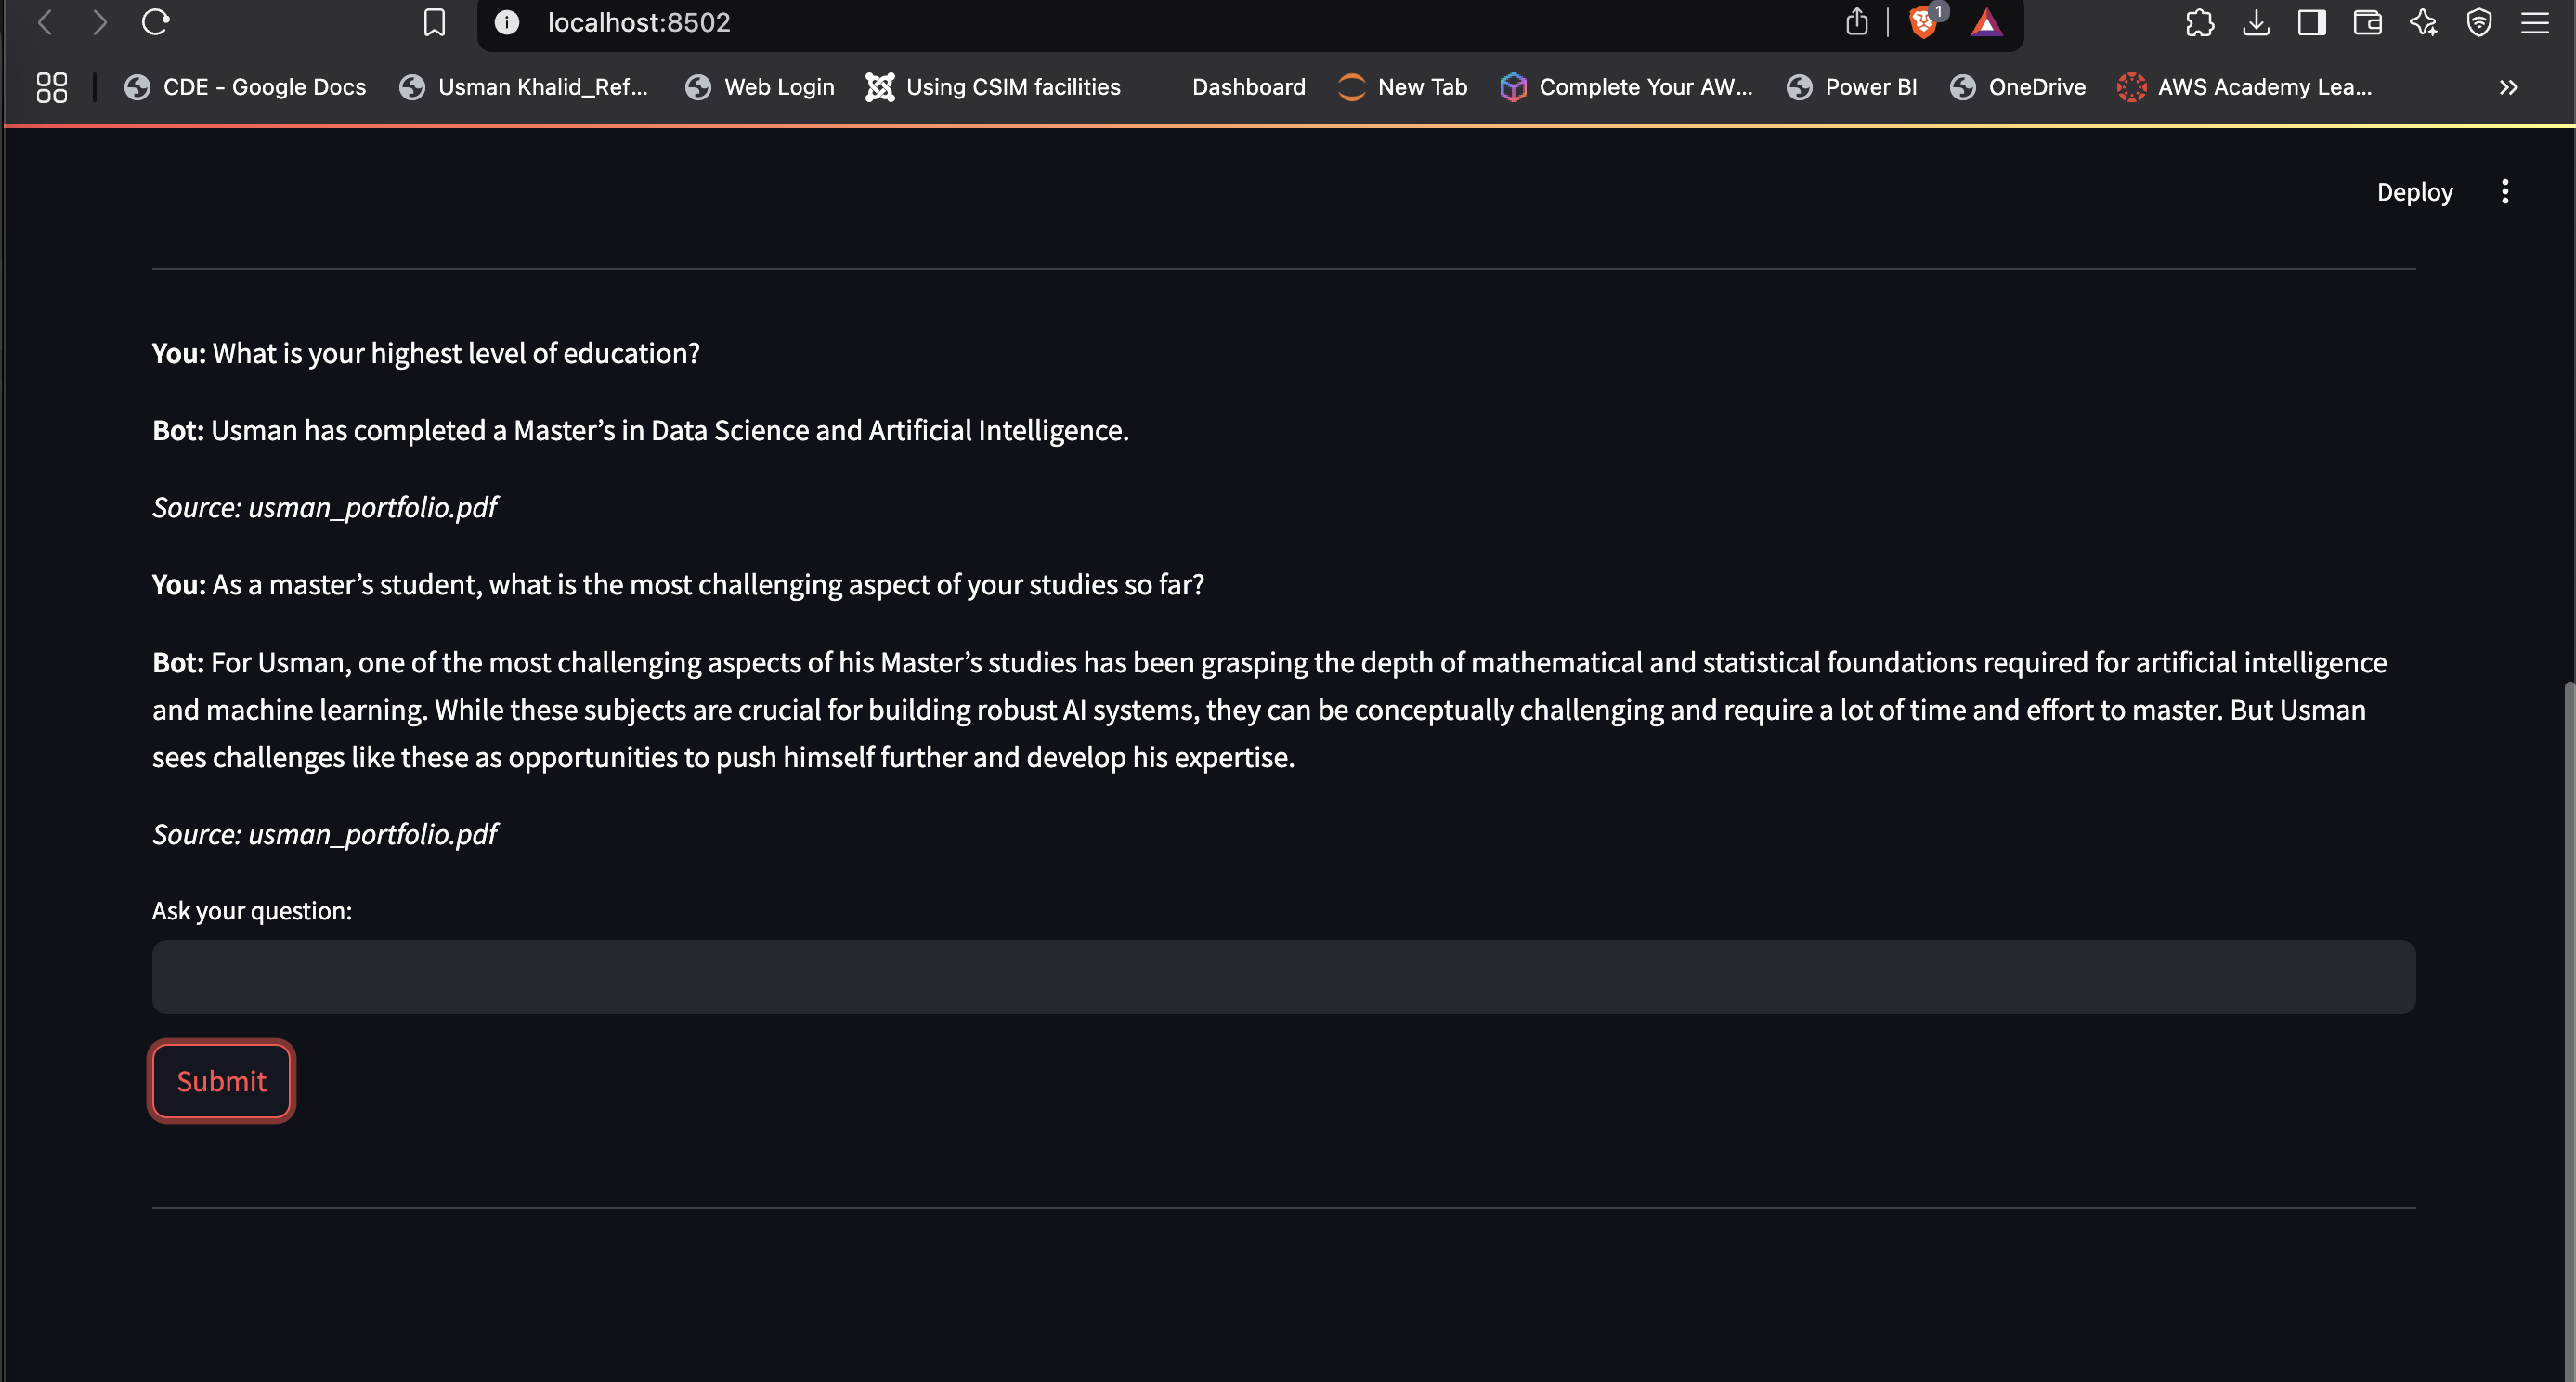 localhost:8502
1
CDE - Google Docs
Usman Khalid_Ref...
Web Login
Using CSIM facilities
Dashboard
New Tab
Complete Your AW...
Power BI
OneDrive
AWS Academy Lea...
Deploy
You: What is your highest level of education?
Bot: Usman has completed a Master’s in Data Science and Artificial Intelligence.
Source: usman_portfolio.pdf
You: As a master’s student, what is the most challenging aspect of your studies so far?
Bot: For Usman, one of the most challenging aspects of his Master’s studies has been grasping the depth of mathematical and statistical foundations required for artificial intelligence
and machine learning. While these subjects are crucial for building robust AI systems, they can be conceptually challenging and require a lot of time and effort to master. But Usman
sees challenges like these as opportunities to push himself further and develop his expertise.
Source: usman_portfolio.pdf
Ask your question:
Submit